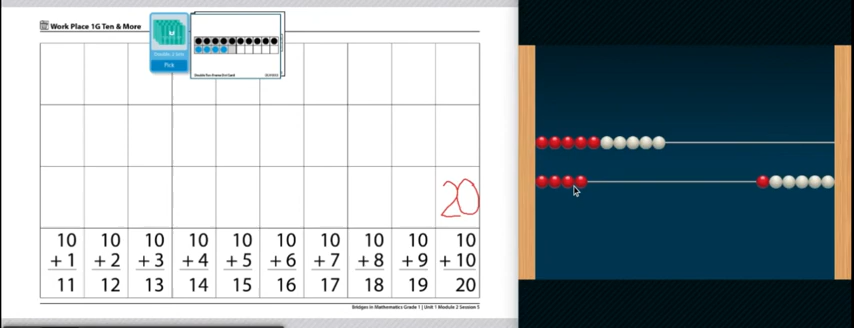 Work Place 1G Ten & More
Pick
20
10 10 10 10 10 10 10 10 10 10
+1 +2 +3 +4 +5 +6 +7 +8 +9 +10
11 12 13 14 15 16 17 18 19 20
Bridges in Mathematics Grade 1 | Unit 1 Module 2 Session 5